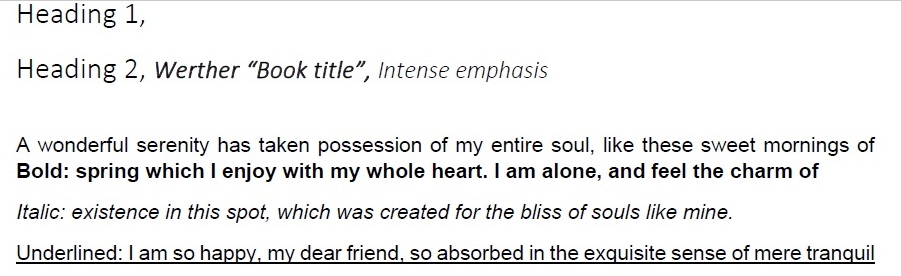 Heading 1,
Heading 2, Werther “Book title”, Intense emphasis
A wonderful serenity has taken possession of my entire soul, like these sweet mornings of
Bold: spring which I enjoy with my whole heart. I am alone, and feel the charm of
Italic: existence in this spot, which was created for the bliss of souls like mine.
Underlined: I am so happy, my dear friend, so absorbed in the exquisite sense of mere tranquil